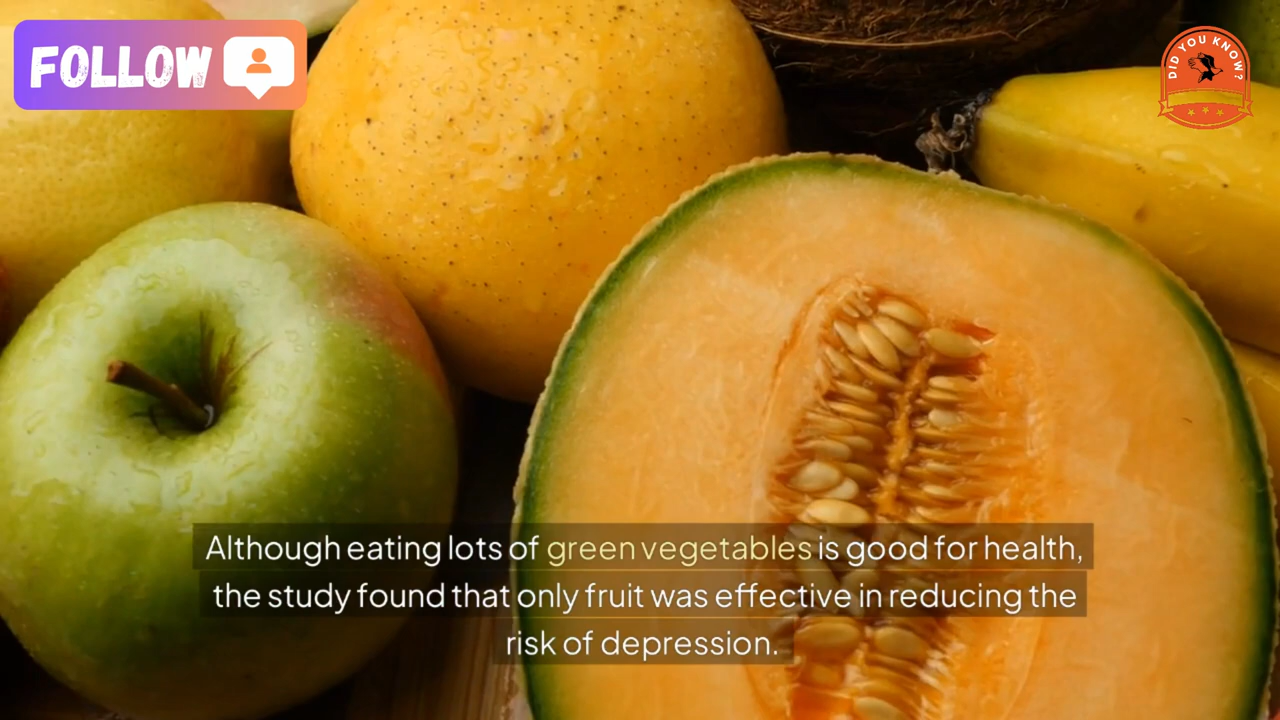 FOLLOW
DID YOU KNOW?
Although eating lots of green vegetables is good for health,
the study found that only fruit was effective in reducing the
risk of depression.